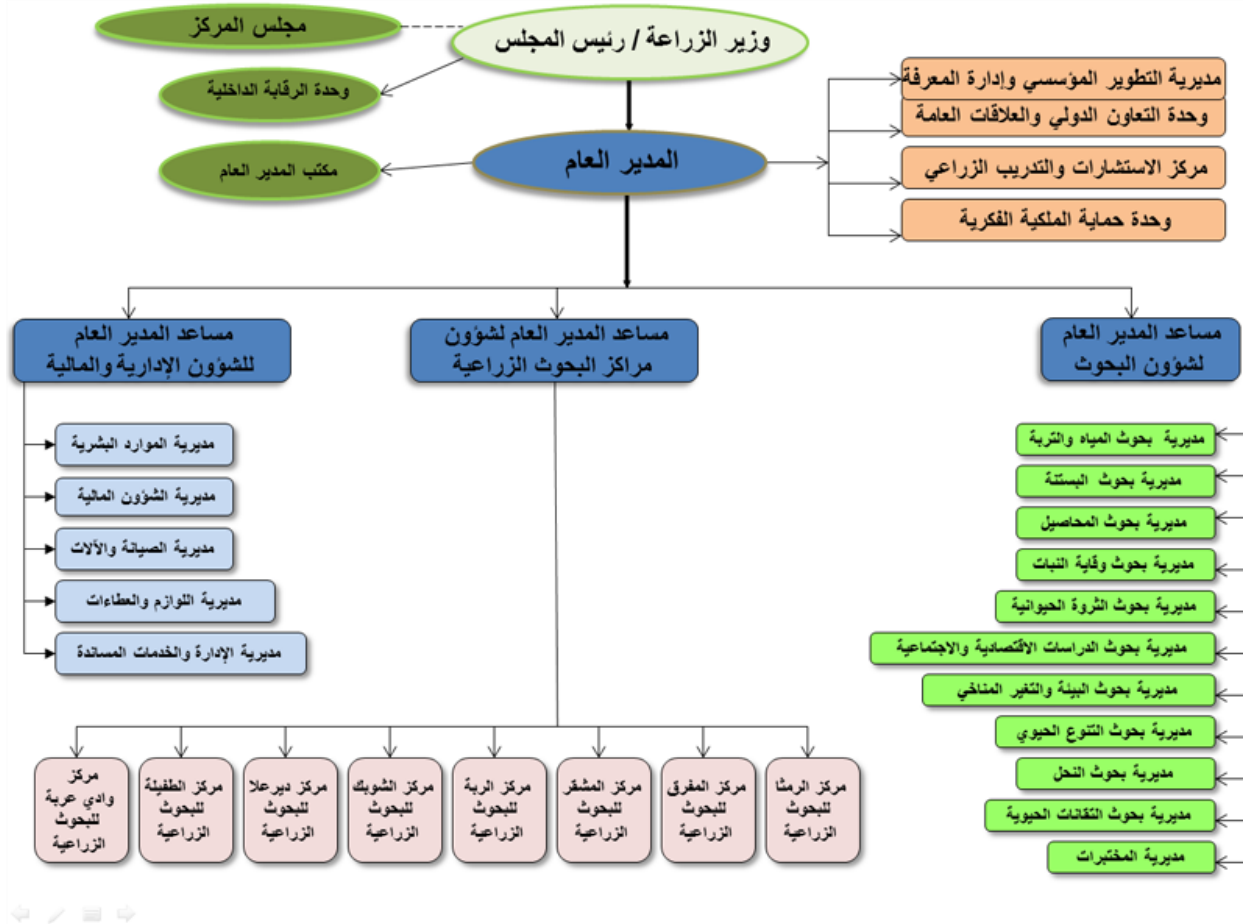 مجلس المركز
وزير الزراعة / رئيس المجلس
وحدة الرقابة الداخلية
مديرية التطوير المؤسسي وإدارة المعرفة
وحدة التعاون الدولي والعلاقات العامة
مكتب المدير العام
المدير العام
مركز الاستشارات والتدريب الزراعي
وحدة حماية الملكية الفكرية
مساعد المدير العام
لشؤون البحوث
مساعد المدير العام لشؤون
مراكز البحوث الزراعية
مساعد المدير العام
للشؤون الإدارية والمالية
مديرية بحوث المياه والتربة
مديرية بحوث البستنة
مديرية بحوث المحاصيل
مديرية بحوث وقاية النبات
مديرية بحوث الثروة الحيوانية
مديرية بحوث الدراسات الاقتصادية والاجتماعية
مديرية بحوث البيئة والتغير المناخي
مديرية بحوث التنوع الحيوي
مديرية بحوث النحل
مديرية بحوث التقانات الحيوية
مديرية المختبرات
مديرية الموارد البشرية
مديرية الشؤون المالية
مديرية الصيانة والآلات
مديرية اللوازم والعطاءات
مديرية الإدارة والخدمات المساندة
مركز الرمثا
للبحوث
الزراعية
مركز المفرق
للبحوث
الزراعية
مركز المشقر
للبحوث
الزراعية
مركز الربة
للبحوث
الزراعية
مركز الشوبك
للبحوث
الزراعية
مركز ديرعلا
للبحوث
الزراعية
مركز الطفيلة
للبحوث
الزراعية
مركز
وادي عربة
للبحوث
الزراعية